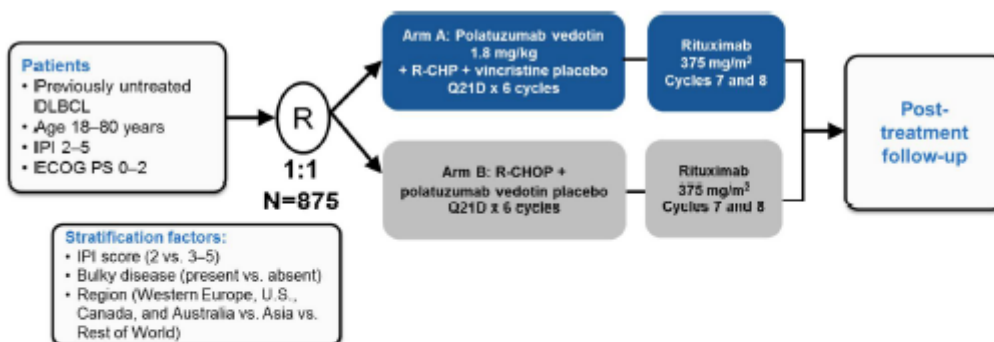 Patients
• Previously untreated
DLBCL
• Age 18–80 years
• IPI 2–5
• ECOG PS 0–2
R
1:1
N=875
Arm A: Polatuzumab vedotin
1.8 mg/kg
+ R-CHP + vincristine placebo
Q21D x 6 cycles
Rituximab
375 mg/m²
Cycles 7 and 8
Arm B: R-CHOP +
polatuzumab vedotin placebo
Q21D x 6 cycles
Rituximab
375 mg/m²
Cycles 7 and 8
Post-
treatment
follow-up
Stratification factors:
• IPI score (2 vs. 3–5)
• Bulky disease (present vs. absent)
• Region (Western Europe, U.S.,
Canada, and Australia vs. Asia vs.
Rest of World)